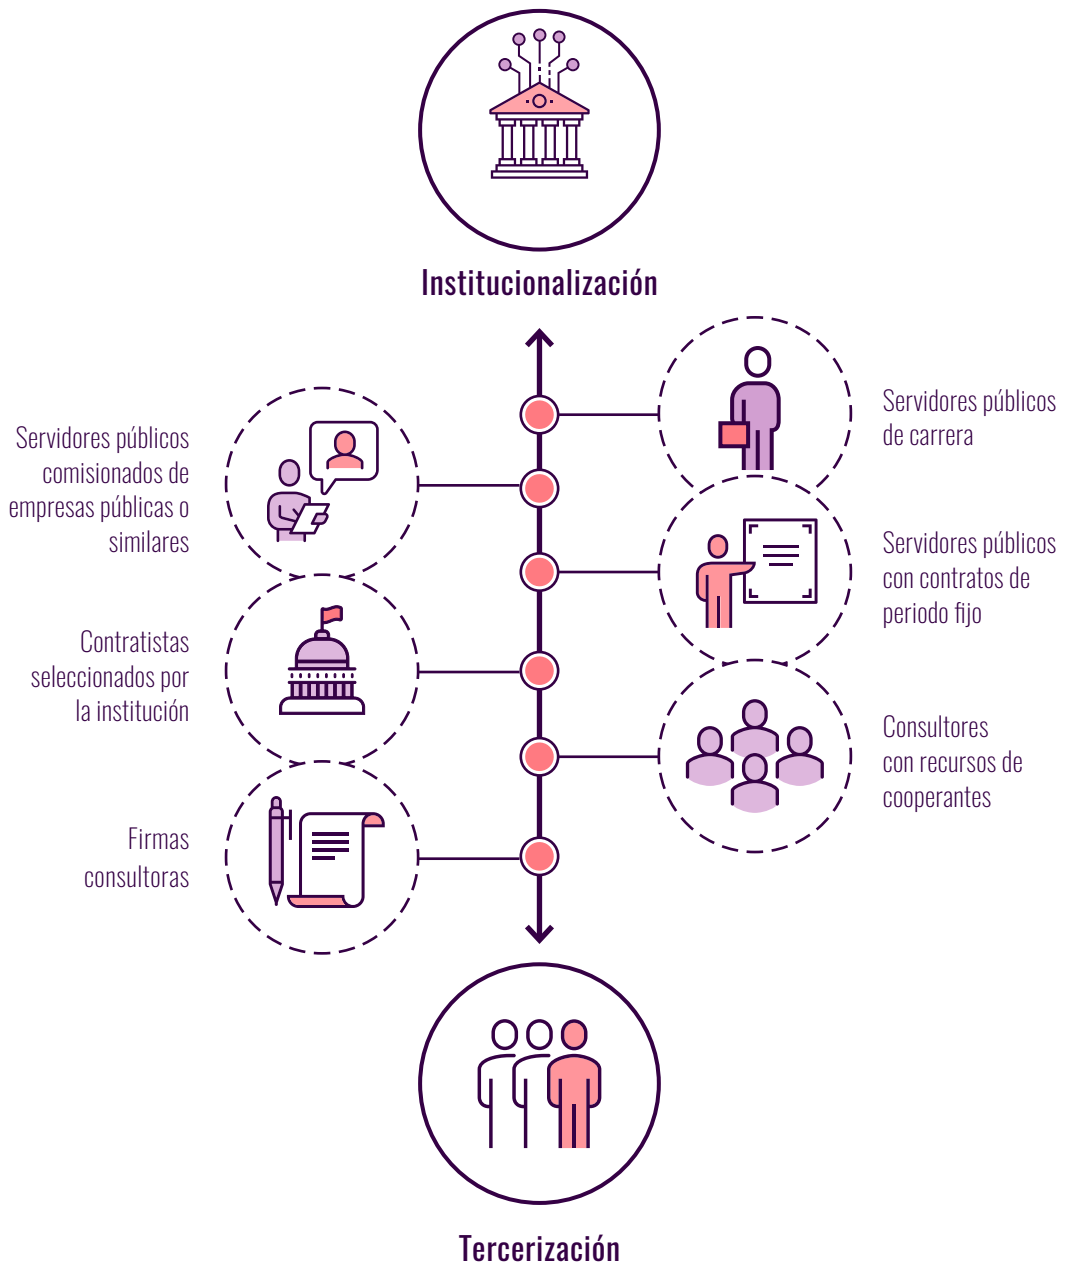 Institucionalización
Servidores públicos
de carrera
Servidores públicos
comisionados de
empresas públicas o
similares
Servidores públicos
con contratos de
periodo fijo
Contratistas
seleccionados por
la institución
Consultores
con recursos de
cooperantes
Firmas
consultoras
Tercerización